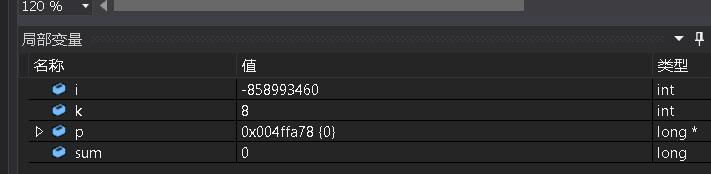 120 %
局部变量
名称 值 类型
i -858993460 int
k 8 int
p 0x004ffa78 {0} long *
sum 0 long